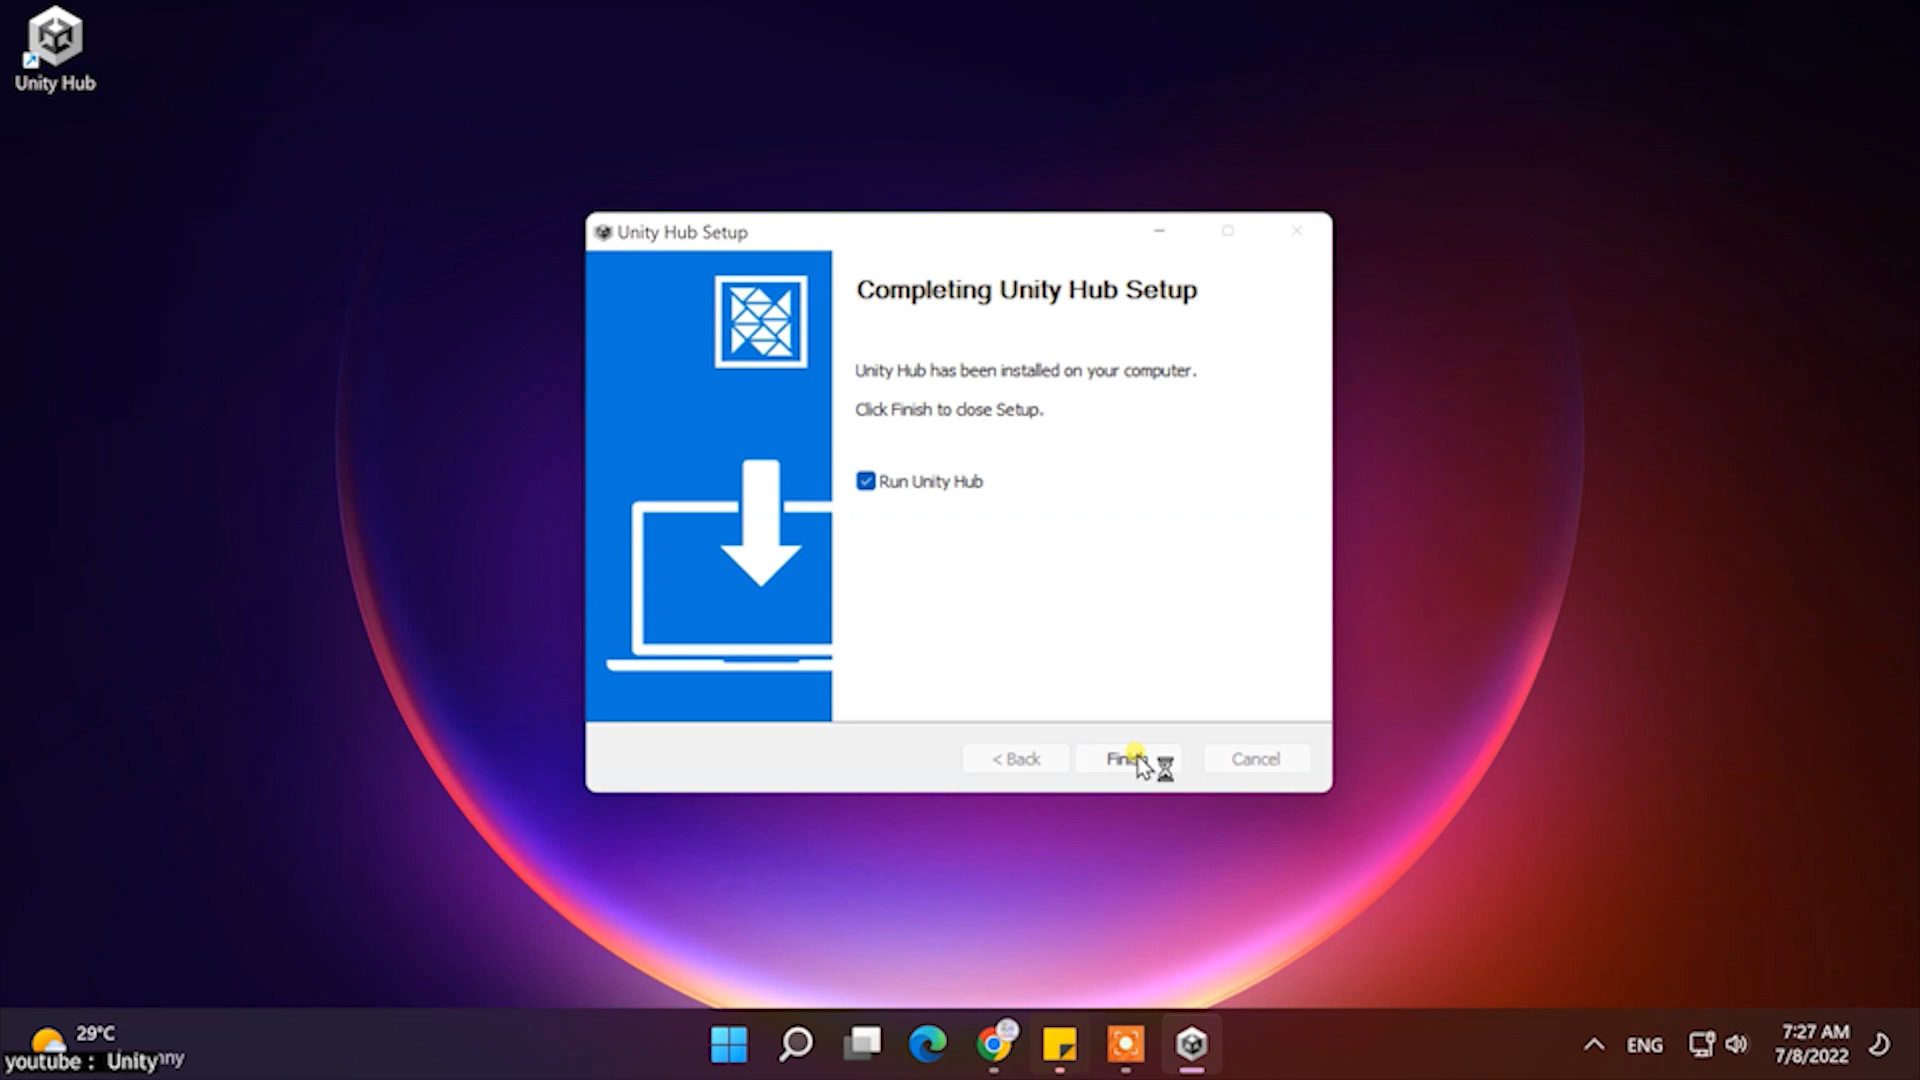 Unity Hub
Unity Hub Setup
Completing Unity Hub Setup
Unity Hub has been installed on your computer.
Click Finish to close Setup.
Run Unity Hub
< Back
Cancel
29°C
youtube : Unity
ENG
7:27 AM
7/8/2022